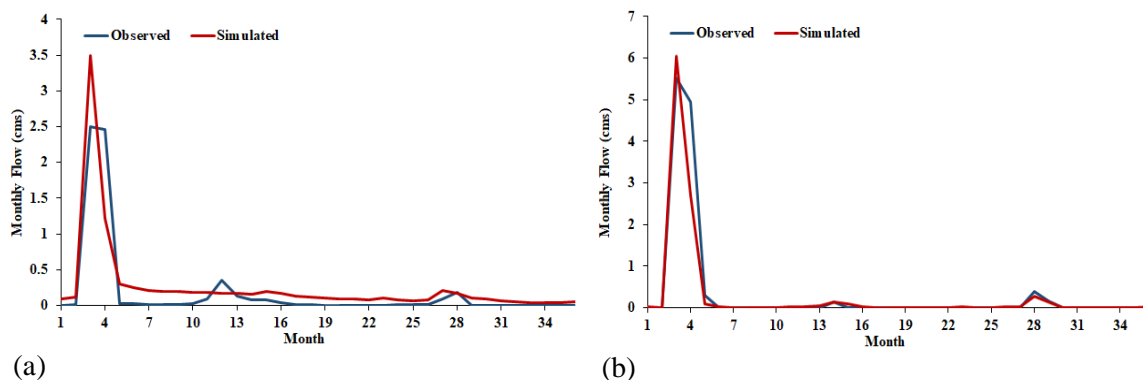 4
3.5
3
2.5
2
1.5
1
0.5
0
Monthly Flow (cms)
Observed Simulated
1 4 7 10 13 16 19 22 25 28 31 34
Month
(a)
7
6
5
4
3
2
1
0
Monthly Flow (cms)
Observed Simulated
1 4 7 10 13 16 19 22 25 28 31 34
Month
(b)